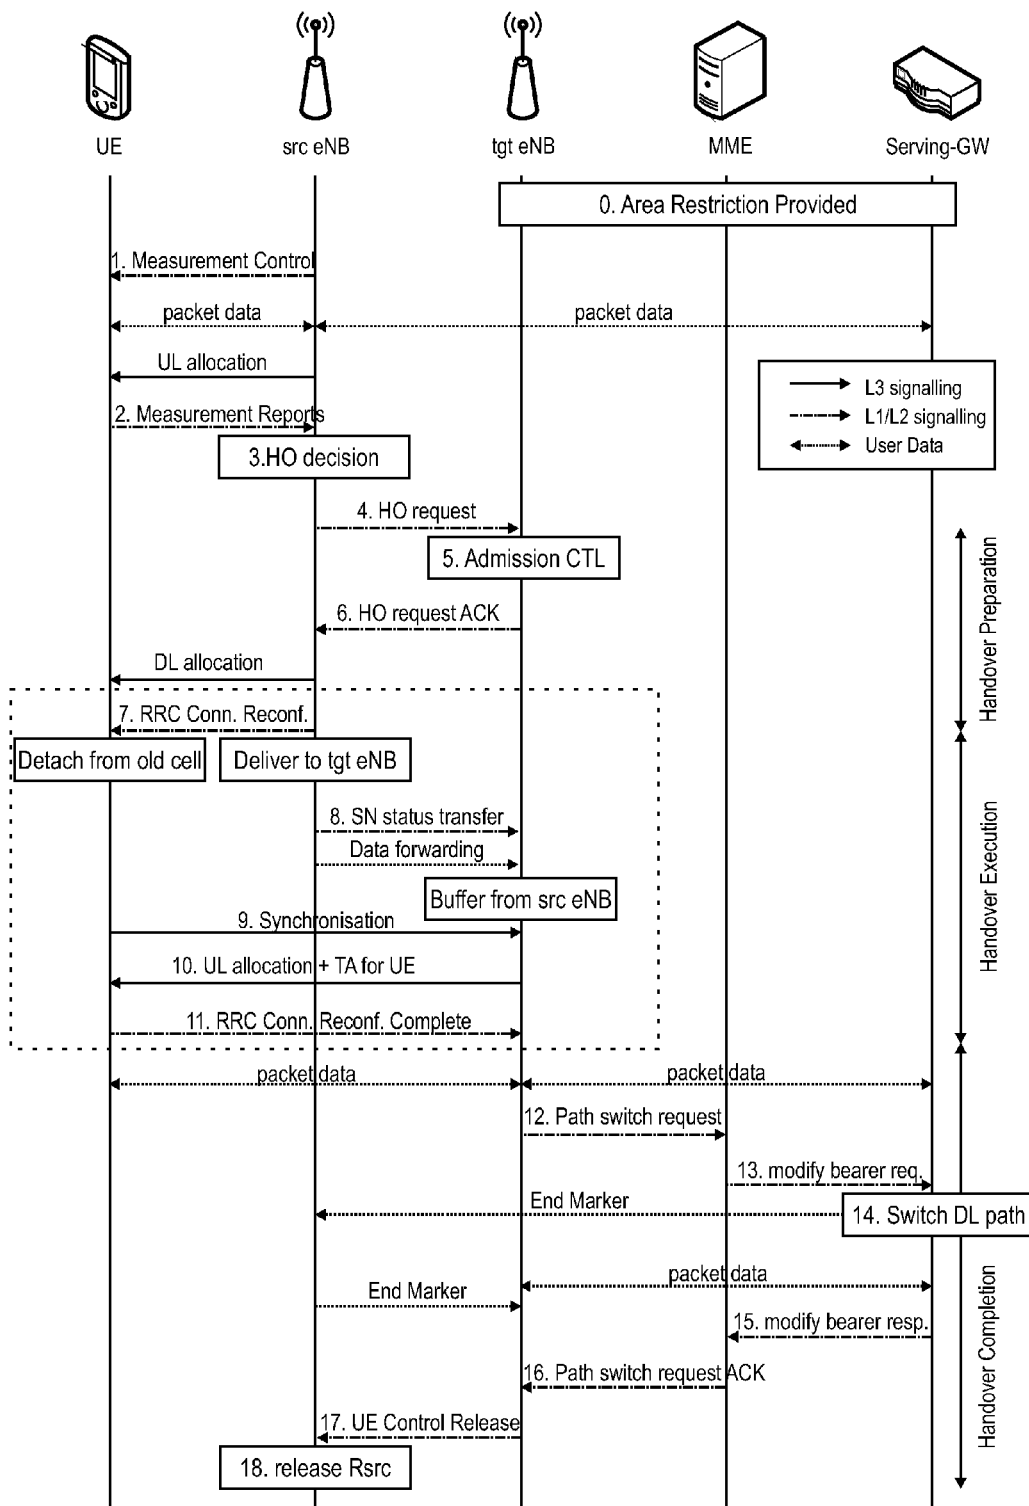 UE
src eNB
tgt eNB
MME
Serving-GW
0. Area Restriction Provided
1. Measurement Control
packet data
packet data
UL allocation
L3 signalling
L1/L2 signalling
User Data
2. Measurement Reports
3.HO decision
4. HO request
5. Admission CTL
6. HO request ACK
Handover Preparation
DL allocation
7. RRC Conn. Reconf.
Detach from old cell
Deliver to tgt eNB
8. SN status transfer
Data forwarding
Buffer from src eNB
Handover Execution
9. Synchronisation
10. UL allocation + TA for UE
11. RRC Conn. Reconf. Complete
packet data
packet data
12. Path switch request
13. modify bearer req.
End Marker
14. Switch DL path
packet data
End Marker
15. modify bearer resp.
Handover Completion
16. Path switch request ACK
17. UE Control Release
18. release Rsrc